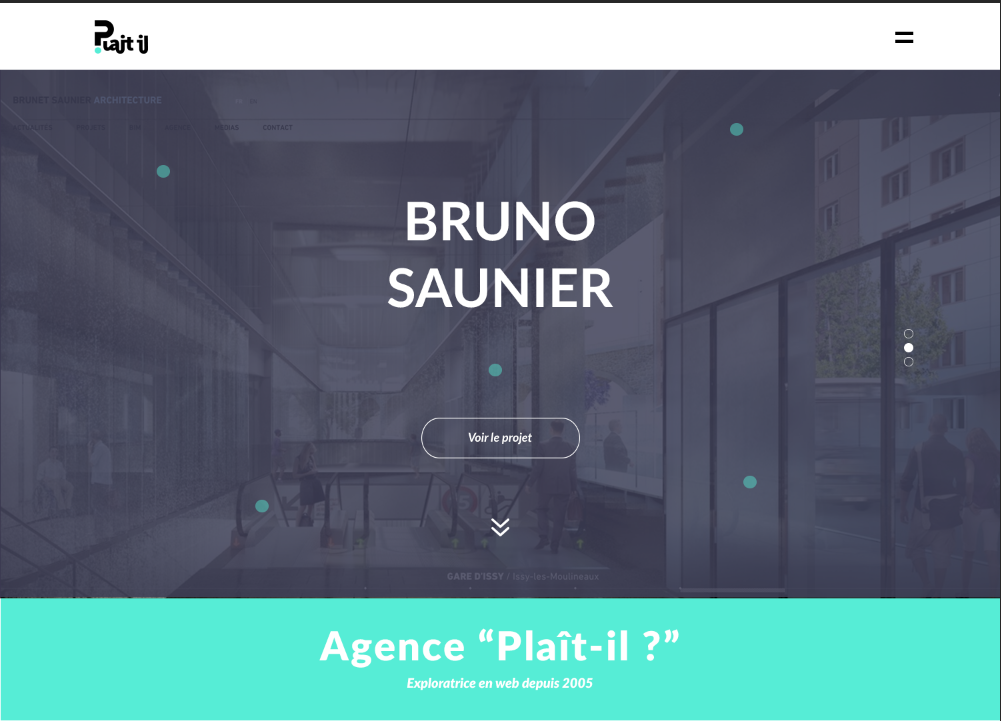 Plaît il
BRUNET SAUNIER ARCHITECTURE
CONTACT
BRUNO
SAUNIER
Voir le projet
GARE D'ISSY / Issy-les-Moulineaux
Agence “Plaît-il ?”
Exploratrice en web depuis 2005